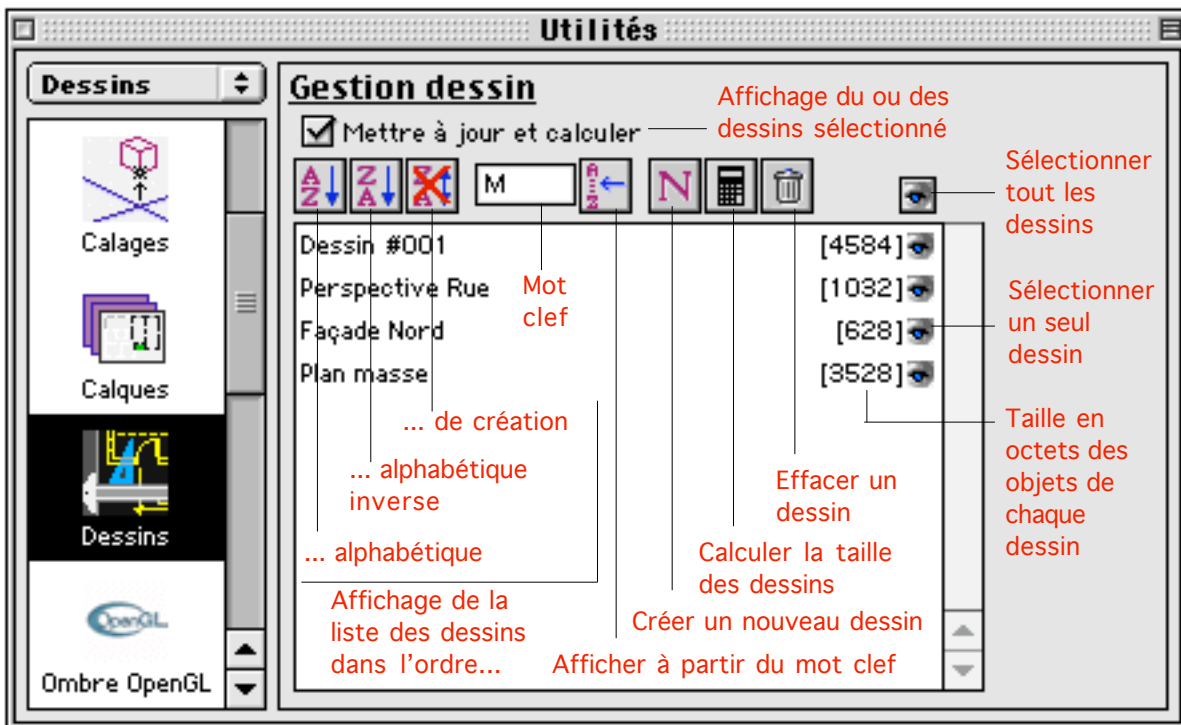 Utilités
Dessins
Calages
Calques
Dessins
OpenGL
Ombre OpenGL
Gestion dessin
Mettre à jour et calculer
Affichage du ou des
dessins sélectionné
A
Z
Z
A
Z
A
M
A
Z
N
Sélectionner
tout les
dessins
Dessin #001 [4584]
Perspective Rue [1032]
Façade Nord [628]
Plan masse [3528]
Mot
clef
Sélectionner
un seul
dessin
... de création
Taille en
octets des
objets de
chaque
dessin
... alphabétique
inverse
Effacer un
dessin
... alphabétique
Calculer la taille
des dessins
Affichage de la
liste des dessins
dans l'ordre...
Créer un nouveau dessin
Afficher à partir du mot clef